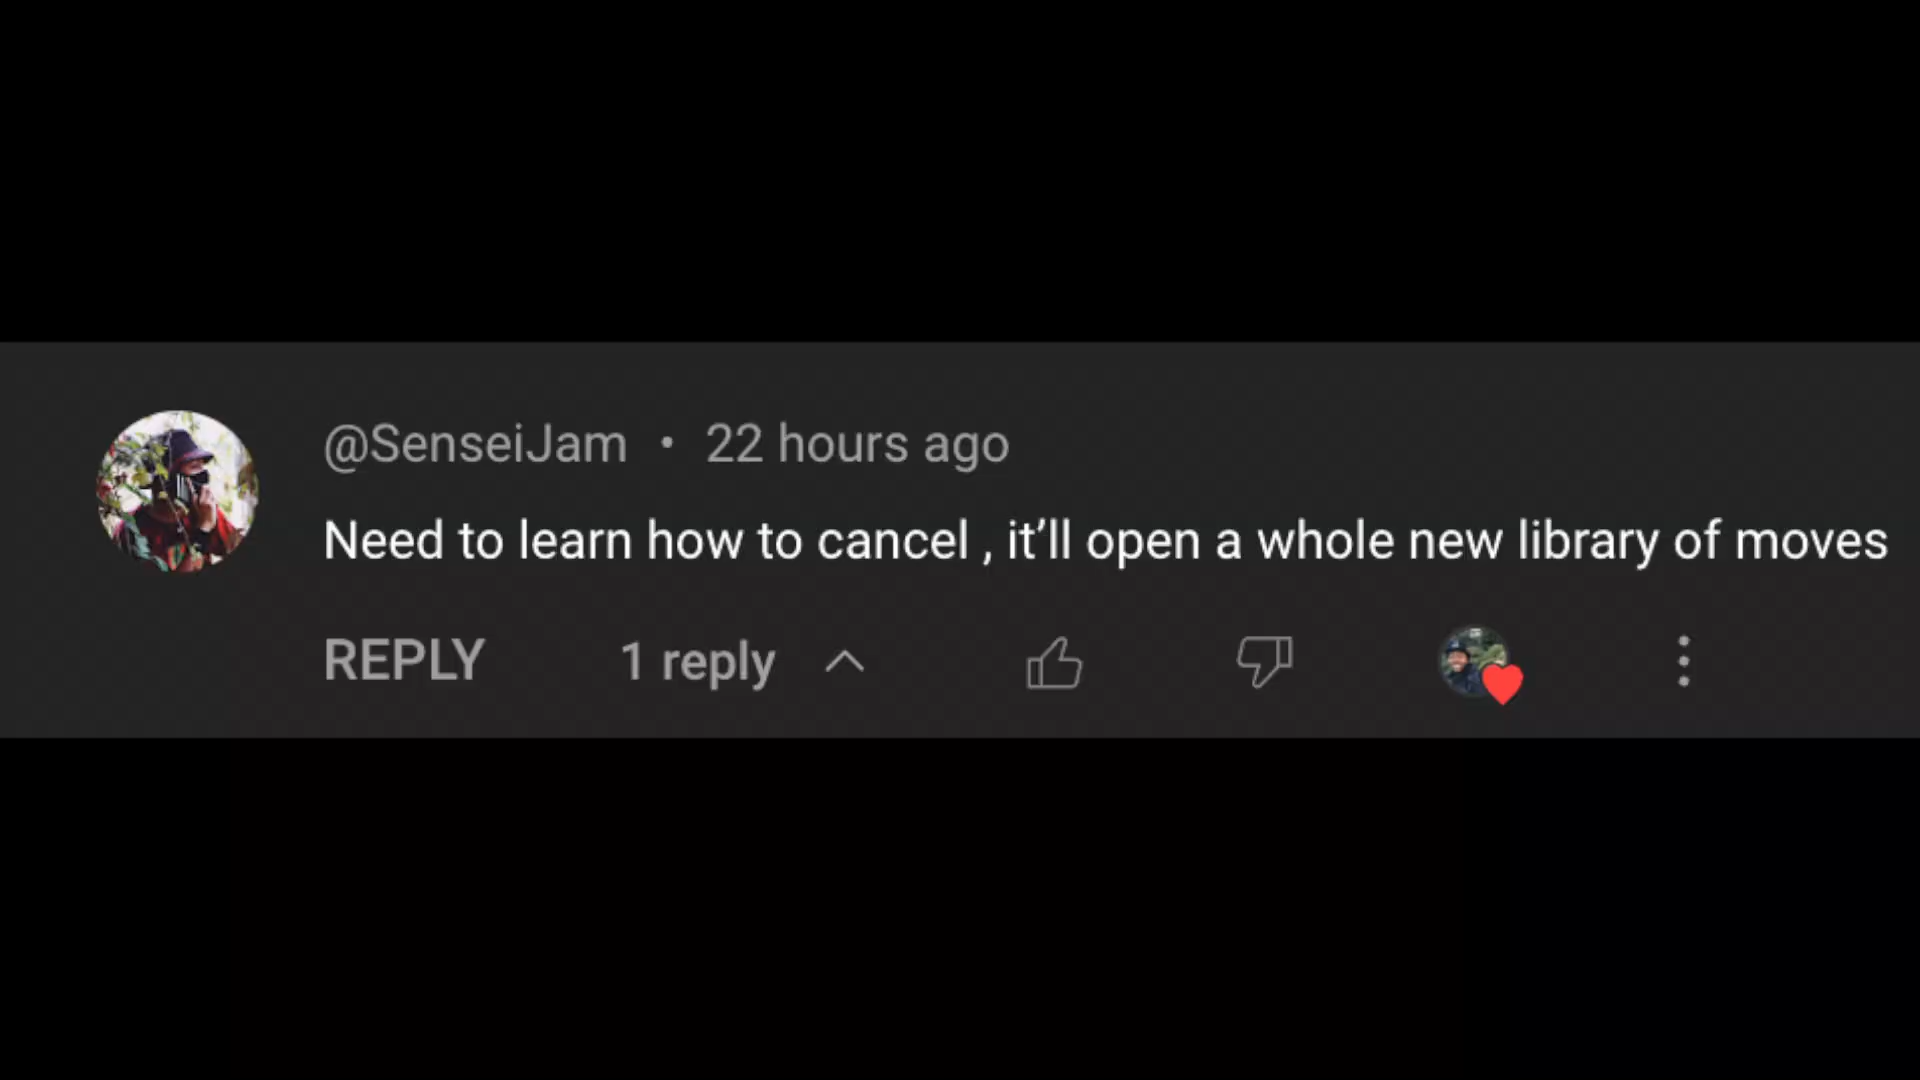 @SenseiJam • 22 hours ago
Need to learn how to cancel , it’ll open a whole new library of moves
REPLY 1 reply